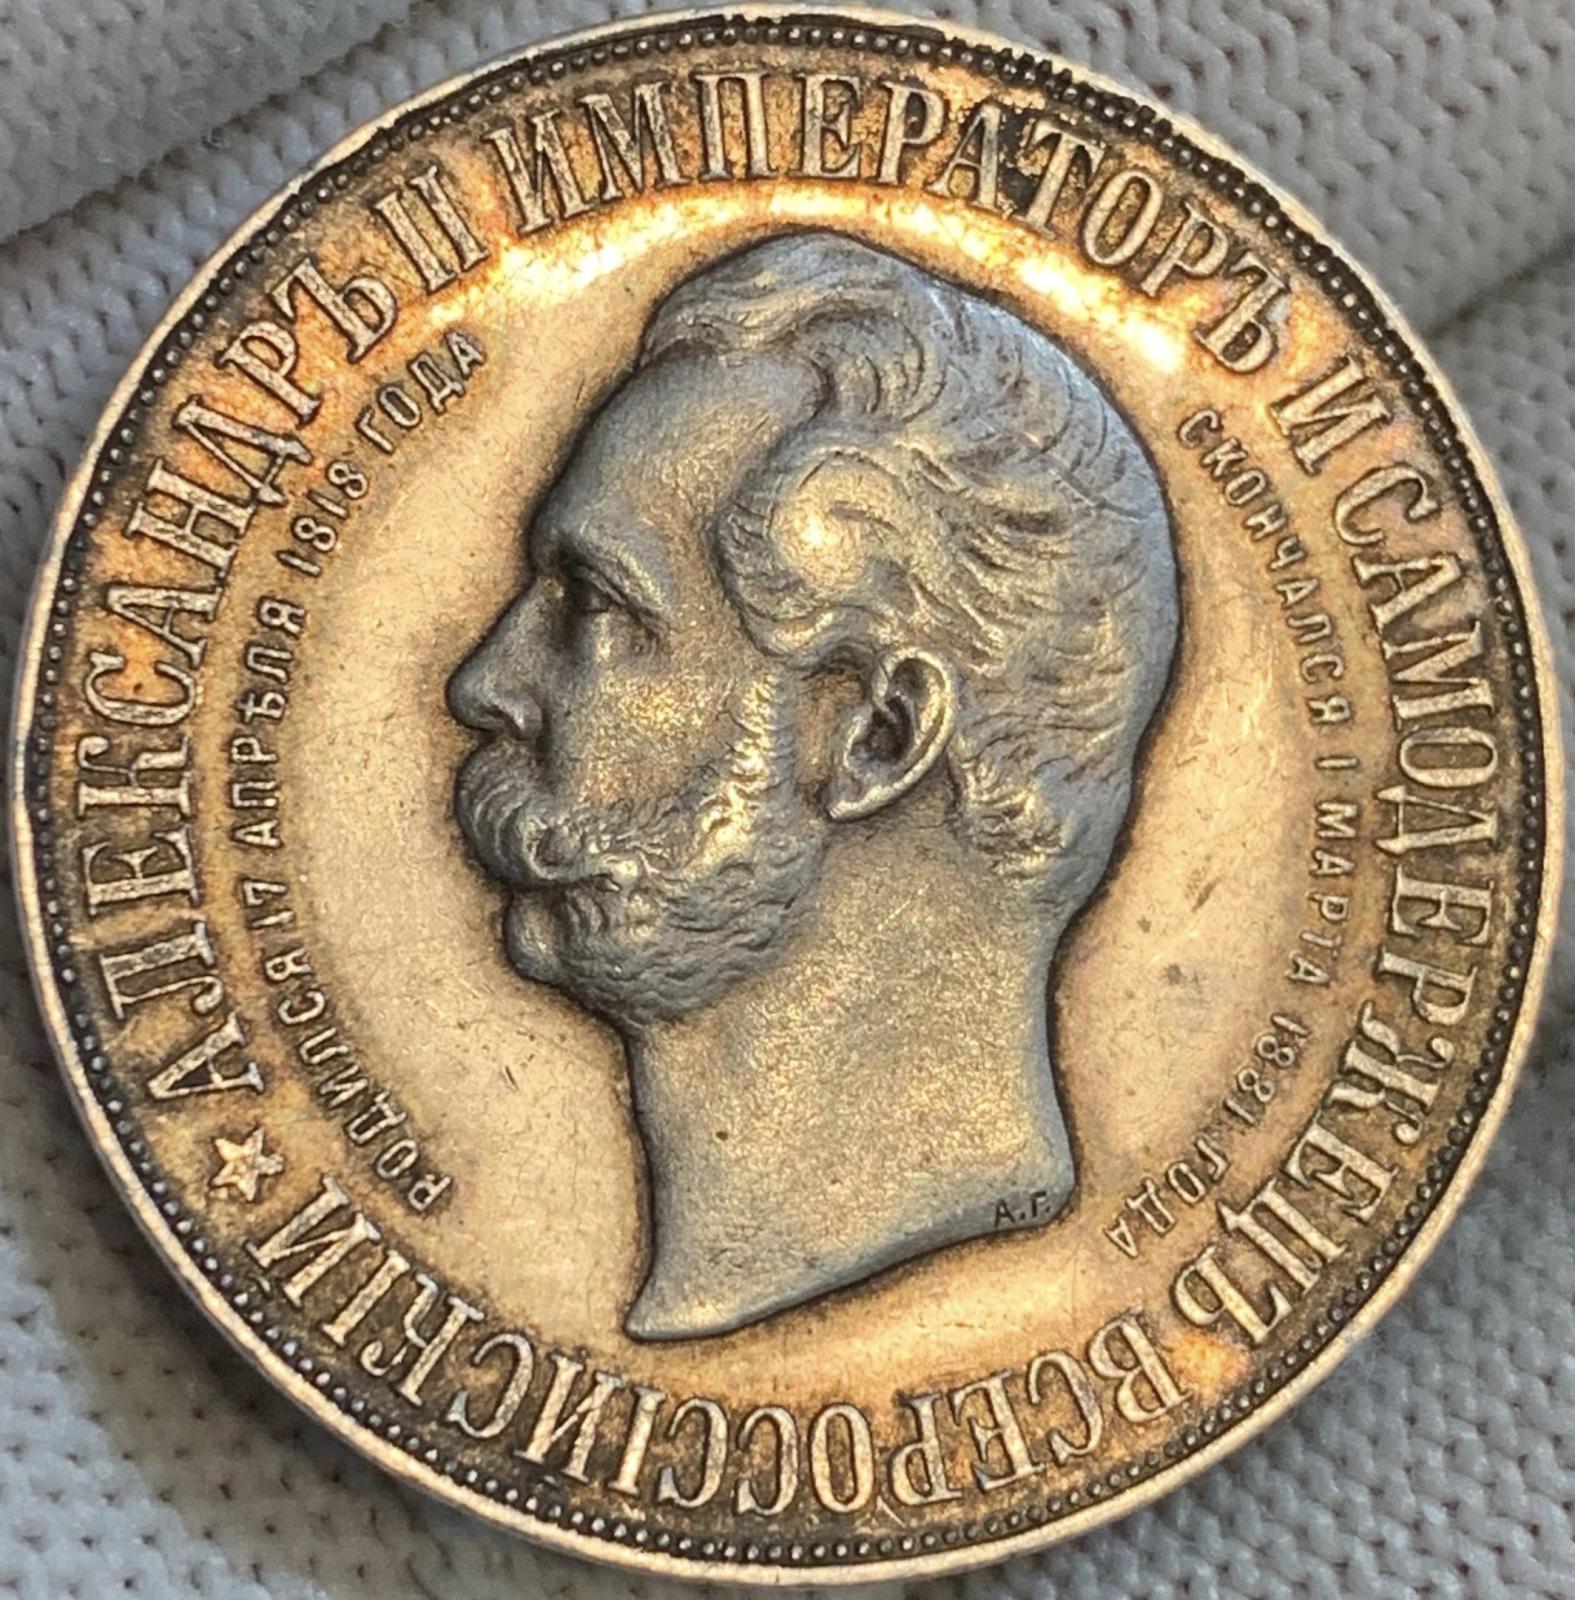 АЛЕКСАНДРЪ II ИМПЕРАТОРЪ И САМОДЕРЖЕЦЪ ВСЕРОССІЙСКІЙ
РОДИЛСЯ 17 АПРѢЛЯ 1818 ГОДА
СКОНЧАЛСЯ 1 МАРТА 1881 ГОДА
А.Г.